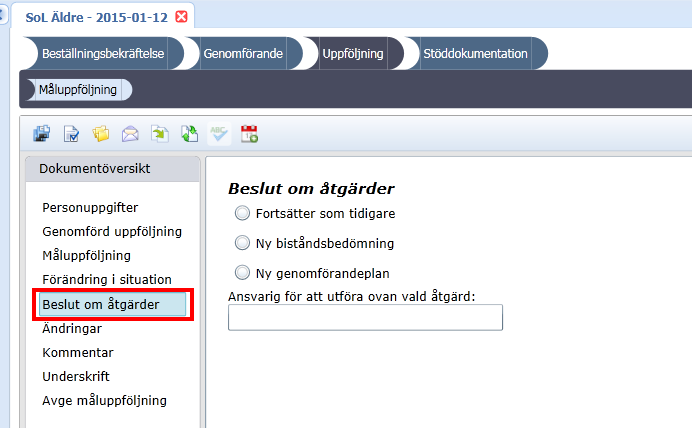 SoL Äldre - 2015-01-12
Beställningsbekräftelse
Genomförande
Uppföljning
Stöddokumentation
Måluppföljning
ABC
Dokumentöversikt
Personuppgifter
Genomförd uppföljning
Måluppföljning
Förändring i situation
Beslut om åtgärder
Ändringar
Kommentar
Underskrift
Avge måluppföljning
Beslut om åtgärder
Fortsätter som tidigare
Ny biståndsbedömning
Ny genomförandeplan
Ansvarig för att utföra ovan vald åtgärd: